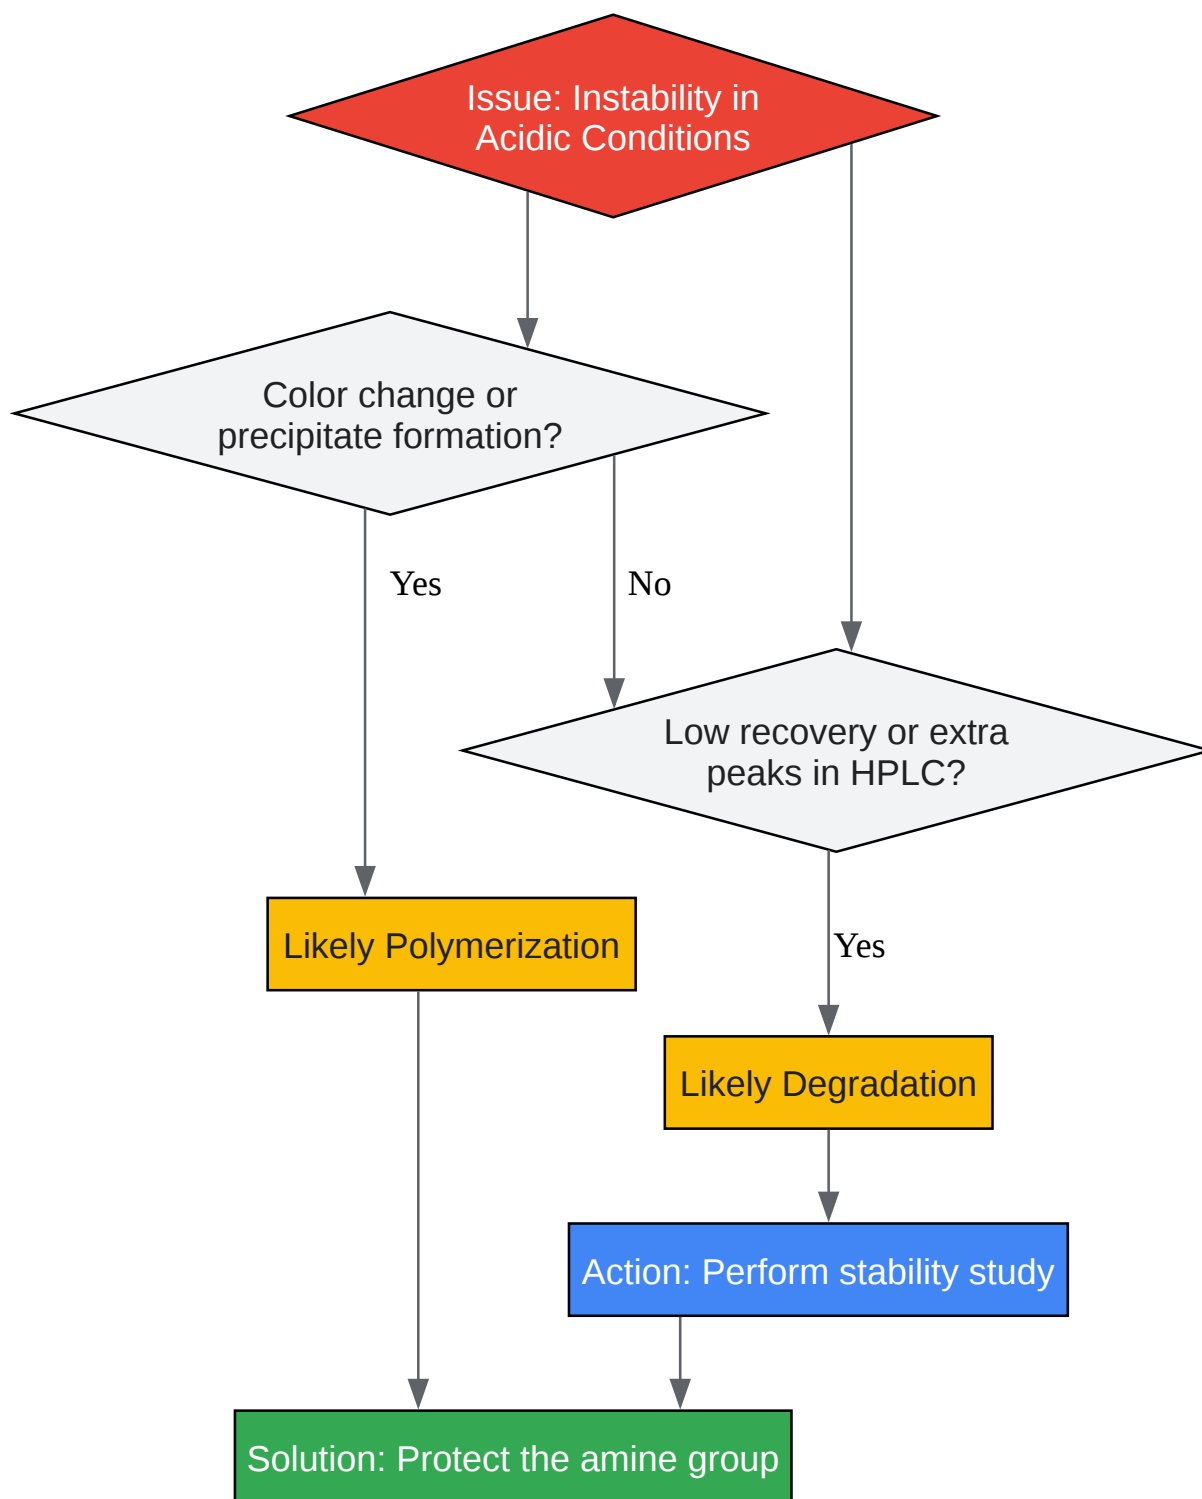 Issue: Instability in
Acidic Conditions
Color change or
precipitate formation?
Yes
No
Low recovery or extra
peaks in HPLC?
Likely Polymerization
Yes
Likely Degradation
Action: Perform stability study
Solution: Protect the amine group